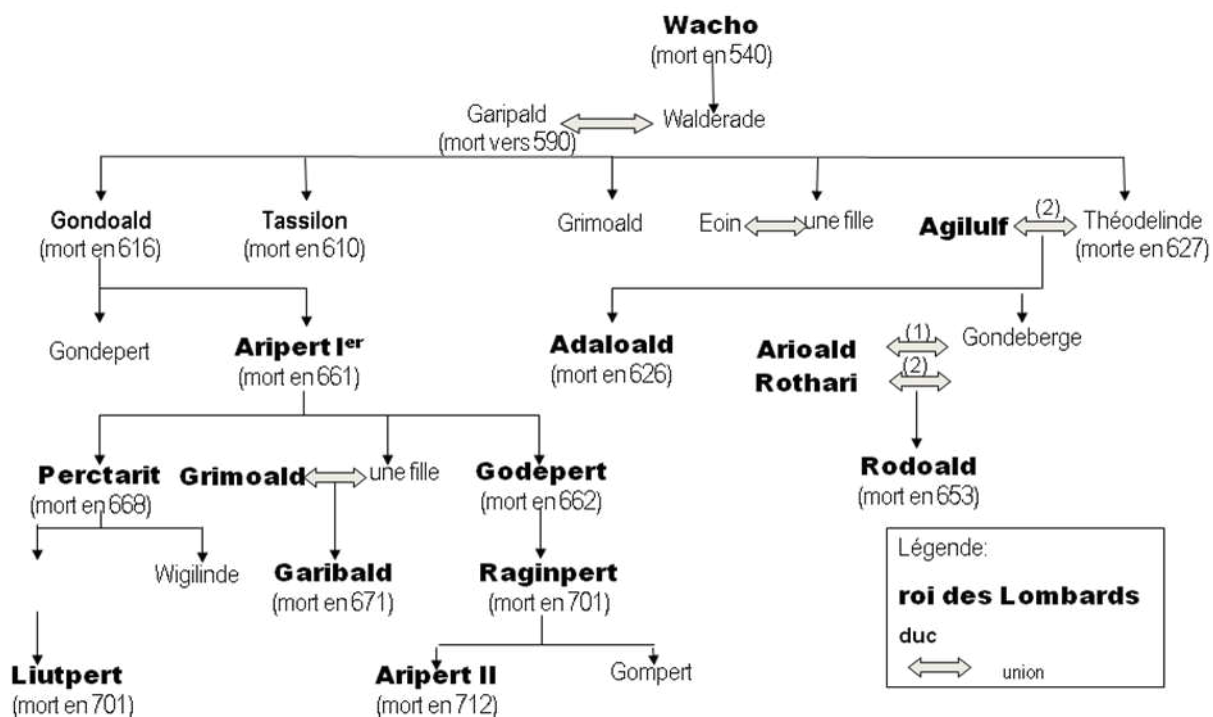 Wacho
(mort en 540)
Garipald
(mort vers 590)
Walderade
Gondoald
(mort en 616)
Tassilon
(mort en 610)
Grimoald
Eoin
une fille
Agilulf
(2)
Théodelinde
(morte en 627)
Gondepert
Aripert Iᵉʳ
(mort en 661)
Adaloald
(mort en 626)
Arioald
(1)
Gondeberge
Rothari
(2)
Perctarit
(mort en 668)
Grimoald
une fille
Godepert
(mort en 662)
Rodoald
(mort en 653)
Wigilinde
Garibald
(mort en 671)
Raginpert
(mort en 701)
Liutpert
(mort en 701)
Aripert II
(mort en 712)
Gompert
Légende:
roi des Lombards
duc
union